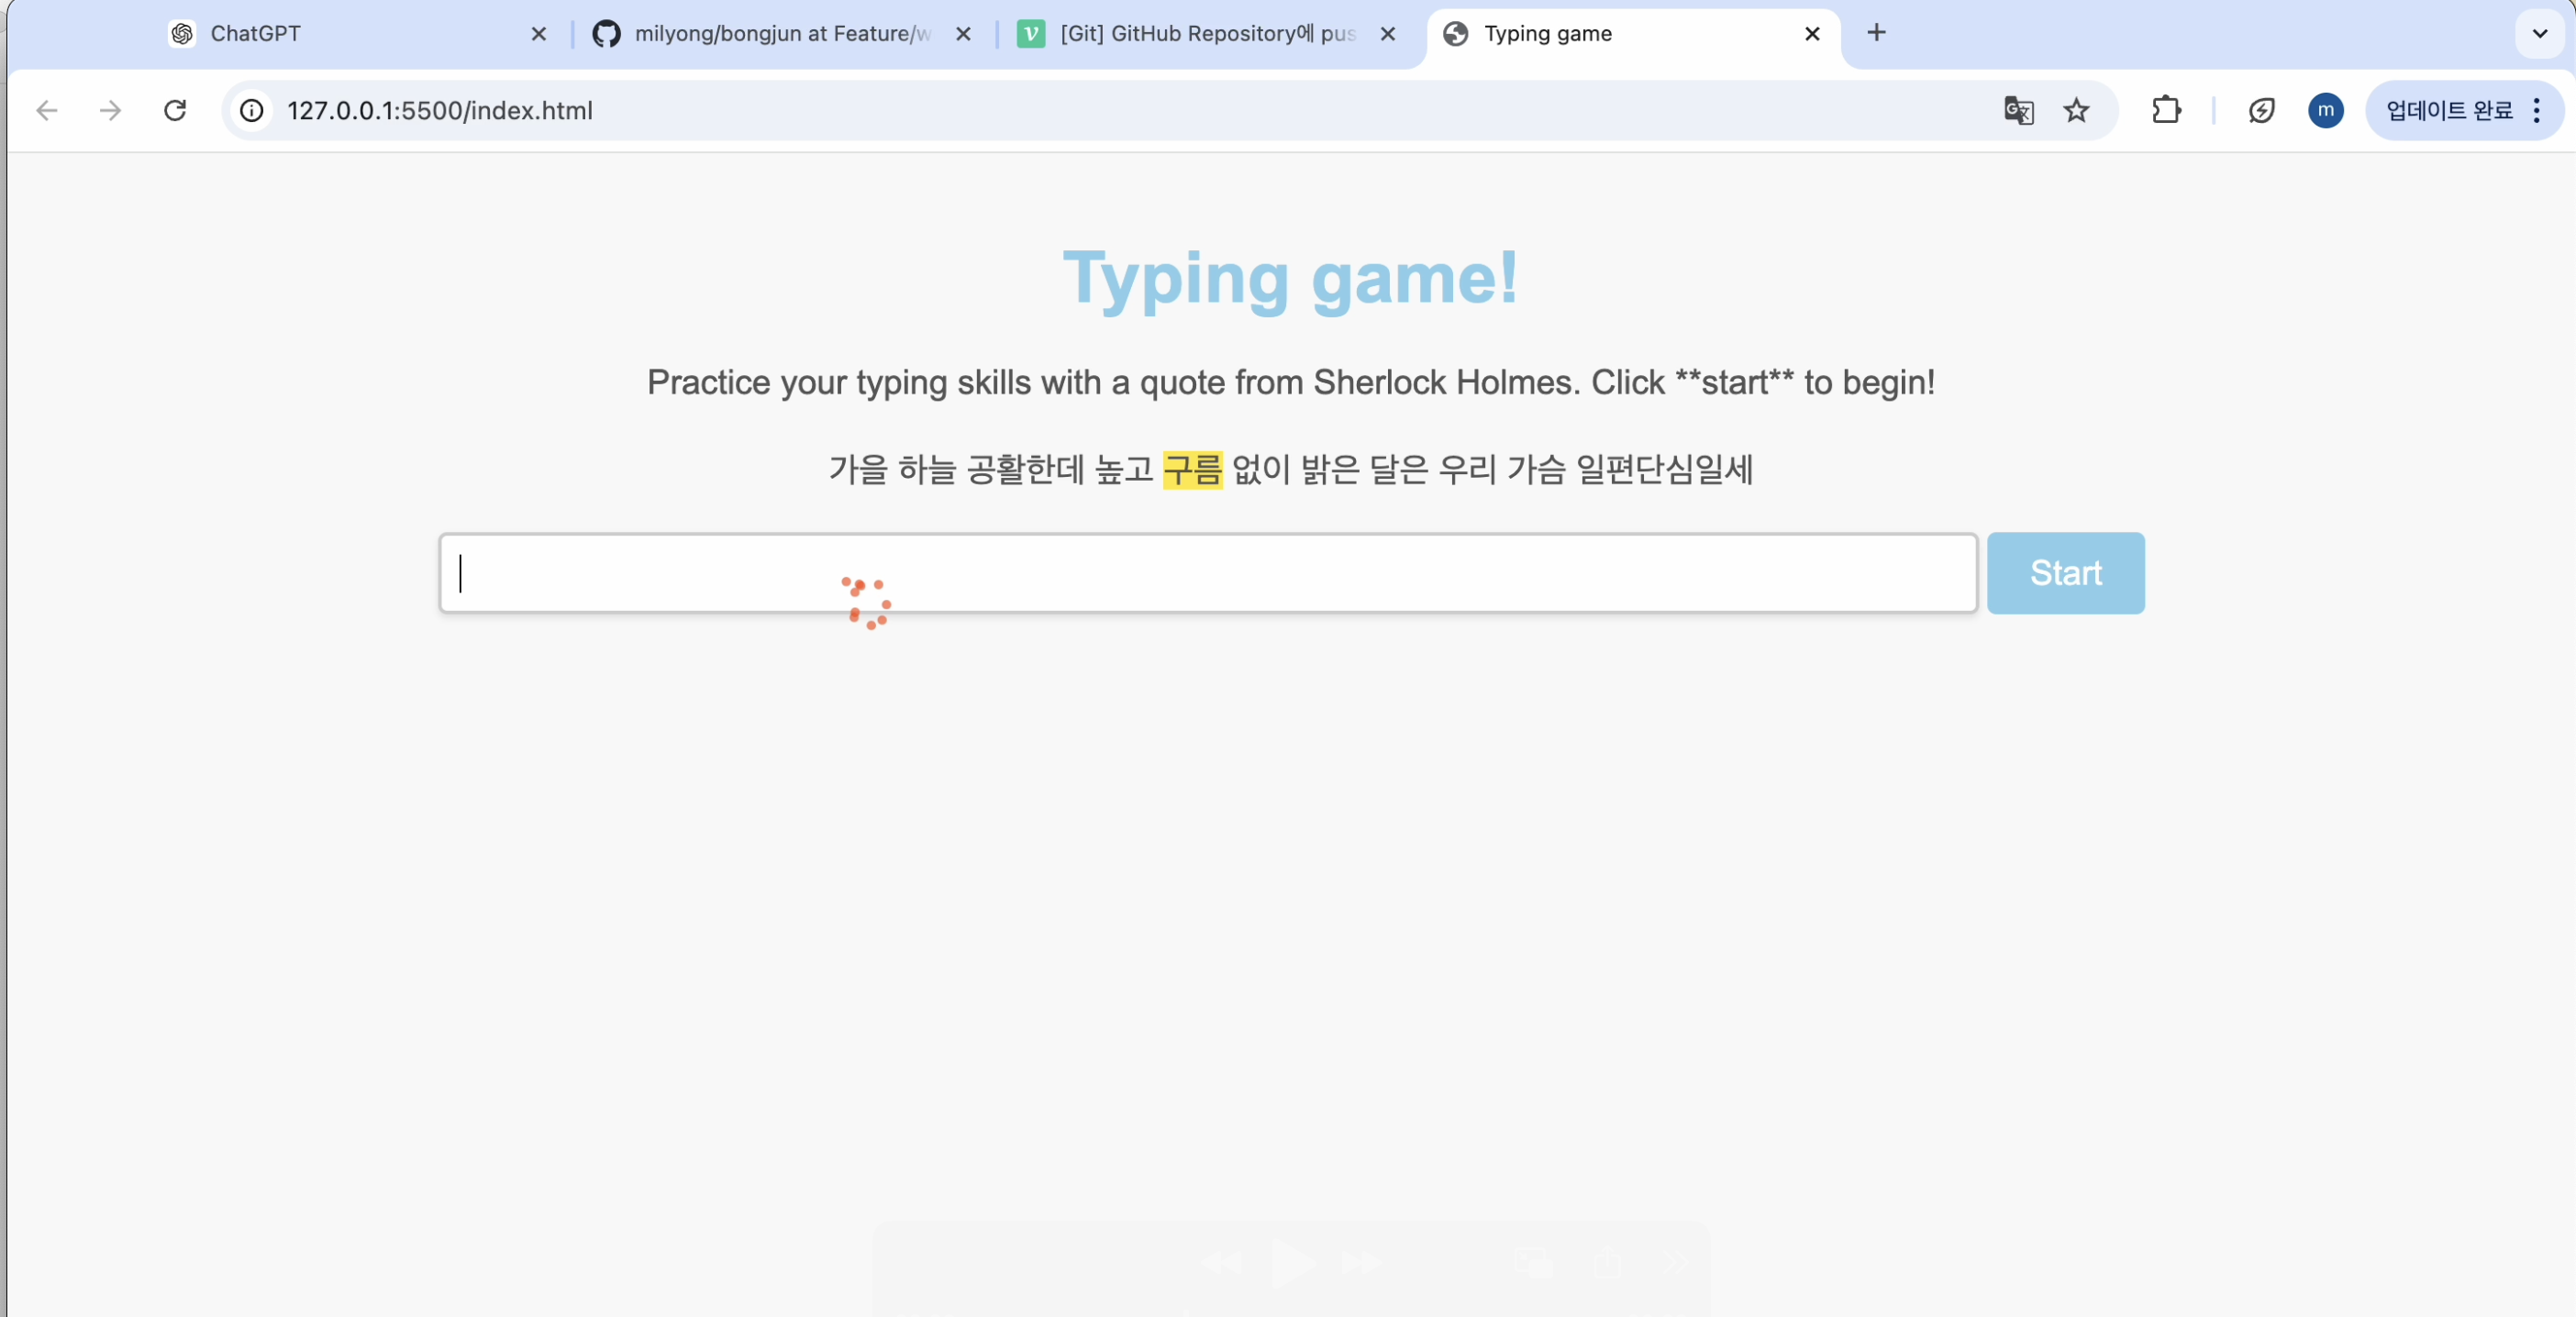 ChatGPT
milyong/bongjun at Feature/w
[Git] GitHub Repository에 pus
Typing game
127.0.0.1:5500/index.html
m
업데이트 완료
Typing game!
Practice your typing skills with a quote from Sherlock Holmes. Click **start** to begin!
가을 하늘 공활한데 높고 구름 없이 밝은 달은 우리 가슴 일편단심일세
Start